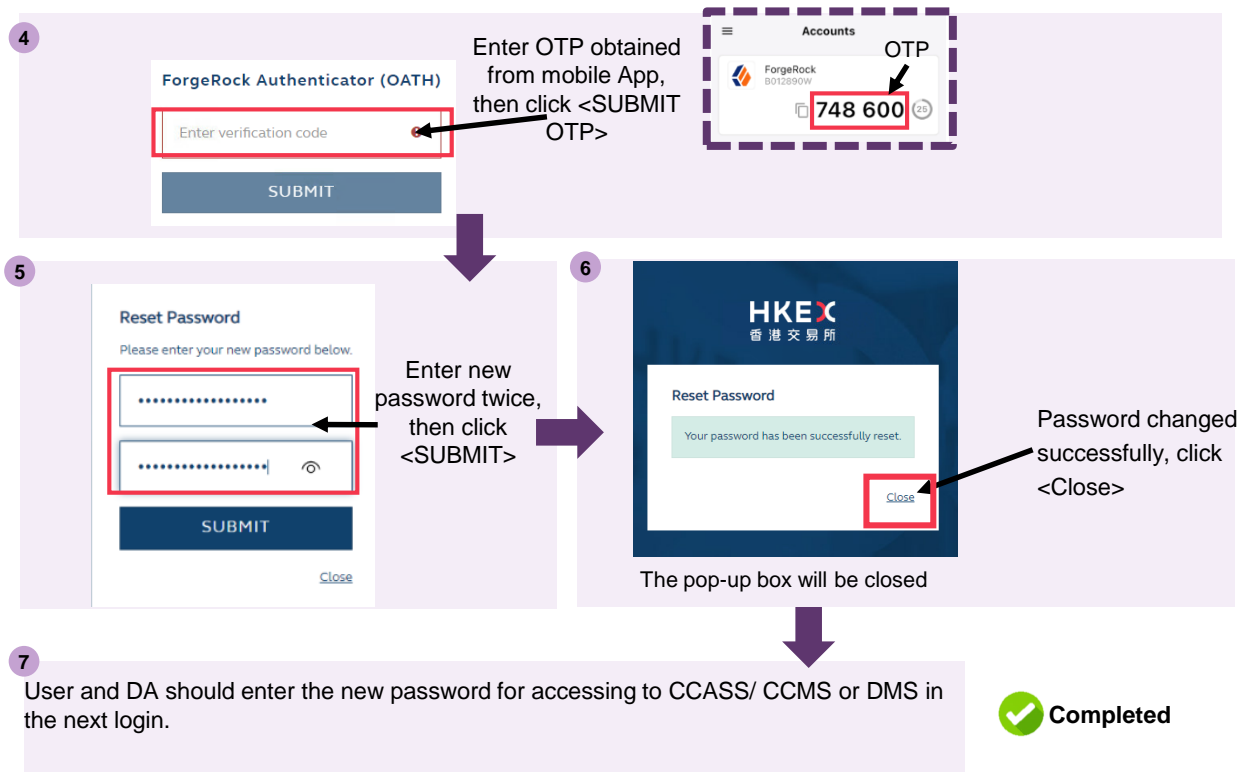 4
ForgeRock Authenticator (OATH)
Enter verification code
SUBMIT
Enter OTP obtained
from mobile App,
then click <SUBMIT
OTP>
Accounts
OTP
ForgeRock
B012890W
748 600
25
5
Reset Password
Please enter your new password below.
••••••••••••••••••
••••••••••••••••••
SUBMIT
Close
Enter new
password twice,
then click
<SUBMIT>
6
HKEX
香港交易所
Reset Password
Your password has been successfully reset.
Close
Password changed
successfully, click
<Close>
The pop-up box will be closed
7
User and DA should enter the new password for accessing to CCASS/ CCMS or DMS in
the next login.
Completed